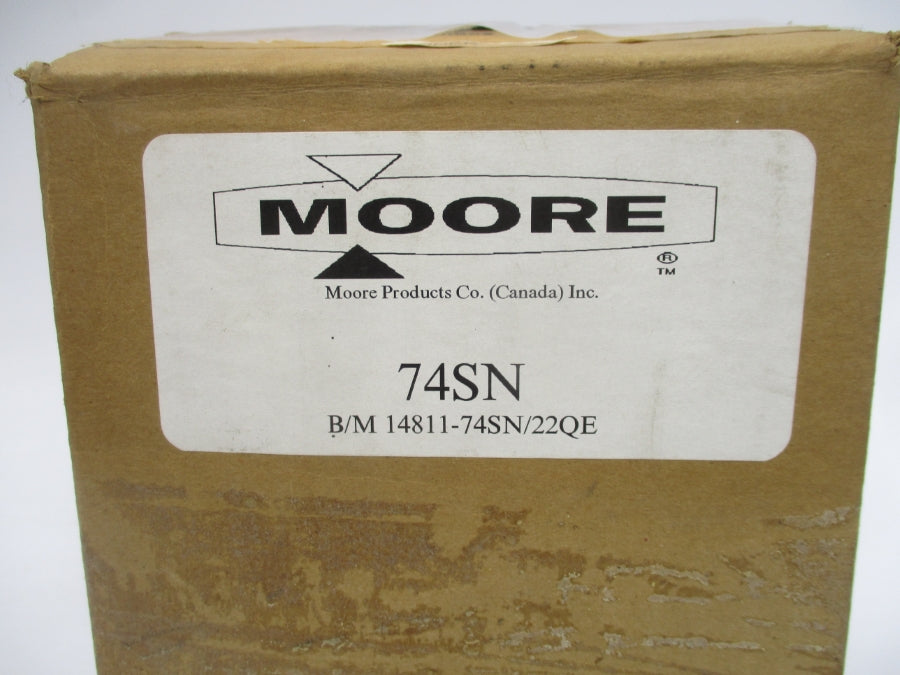 MOORE
® TM
Moore Products Co. (Canada) Inc.
74SN
B/M 14811-74SN/22QE